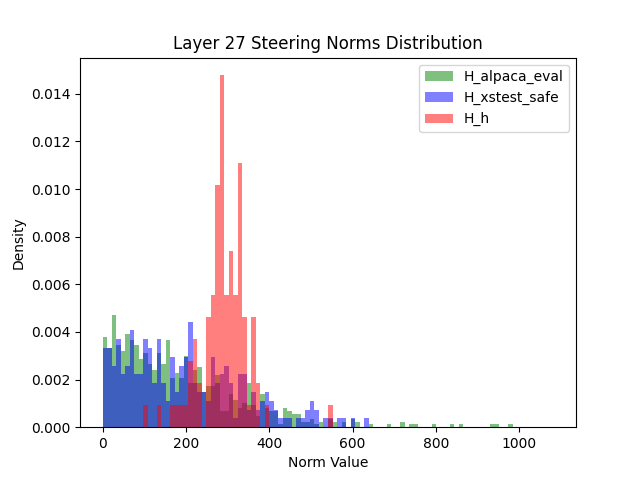 Layer 27 Steering Norms Distribution
H_alpaca_eval
H_xstest_safe
H_h
Density
0.014
0.012
0.010
0.008
0.006
0.004
0.002
0.000
0
200
400
600
800
1000
Norm Value